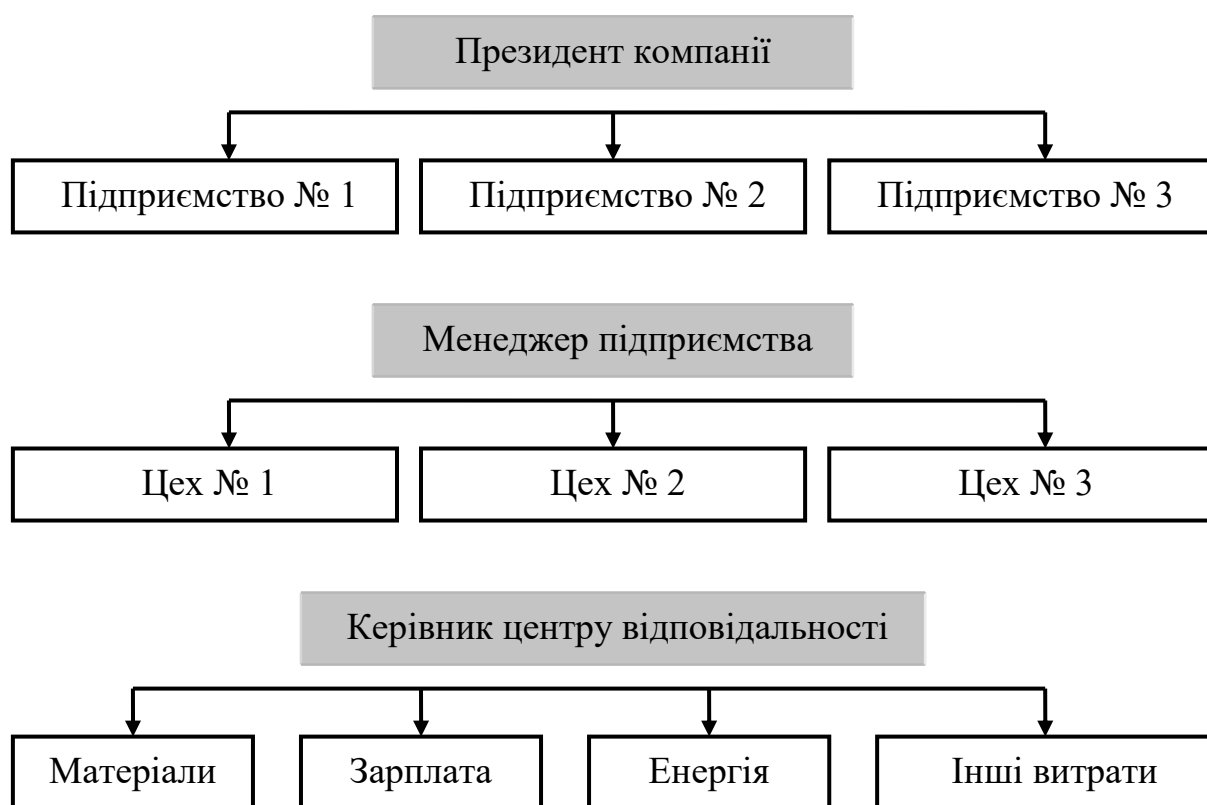 Президент компанії
Підприємство № 1
Підприємство № 2
Підприємство № 3
Менеджер підприємства
Цех № 1
Цех № 2
Цех № 3
Керівник центру відповідальності
Матеріали
Зарплата
Енергія
Інші витрати